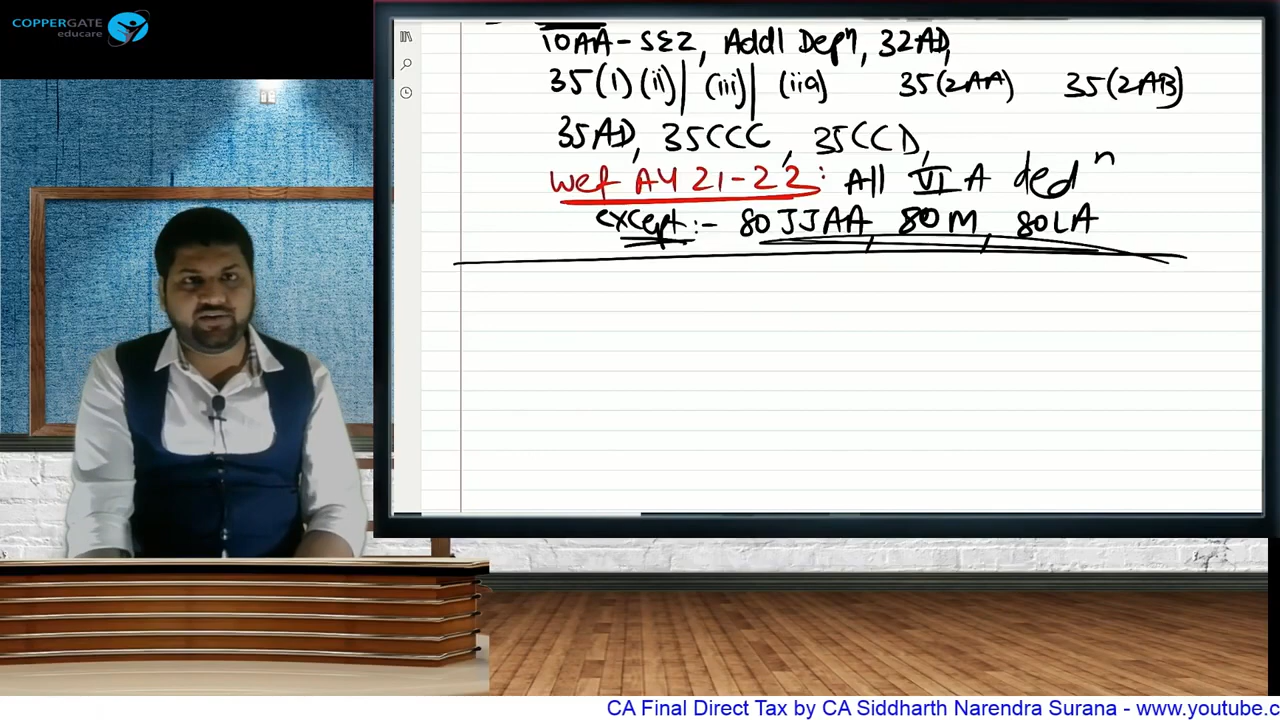 COPPERGATE
educare
10AA - SEZ, Addl Depⁿ, 32AD,
35(1)(ii)| (iii)| (iia) 35(2AA) 35(2AB)
35AD, 35CCC, 35CCD,
wef AY 21-22: All VIA dedⁿ
except:- 80JJAA, 80M, 80LA
CA Final Direct Tax by CA Siddharth Narendra Surana - www.youtube.c